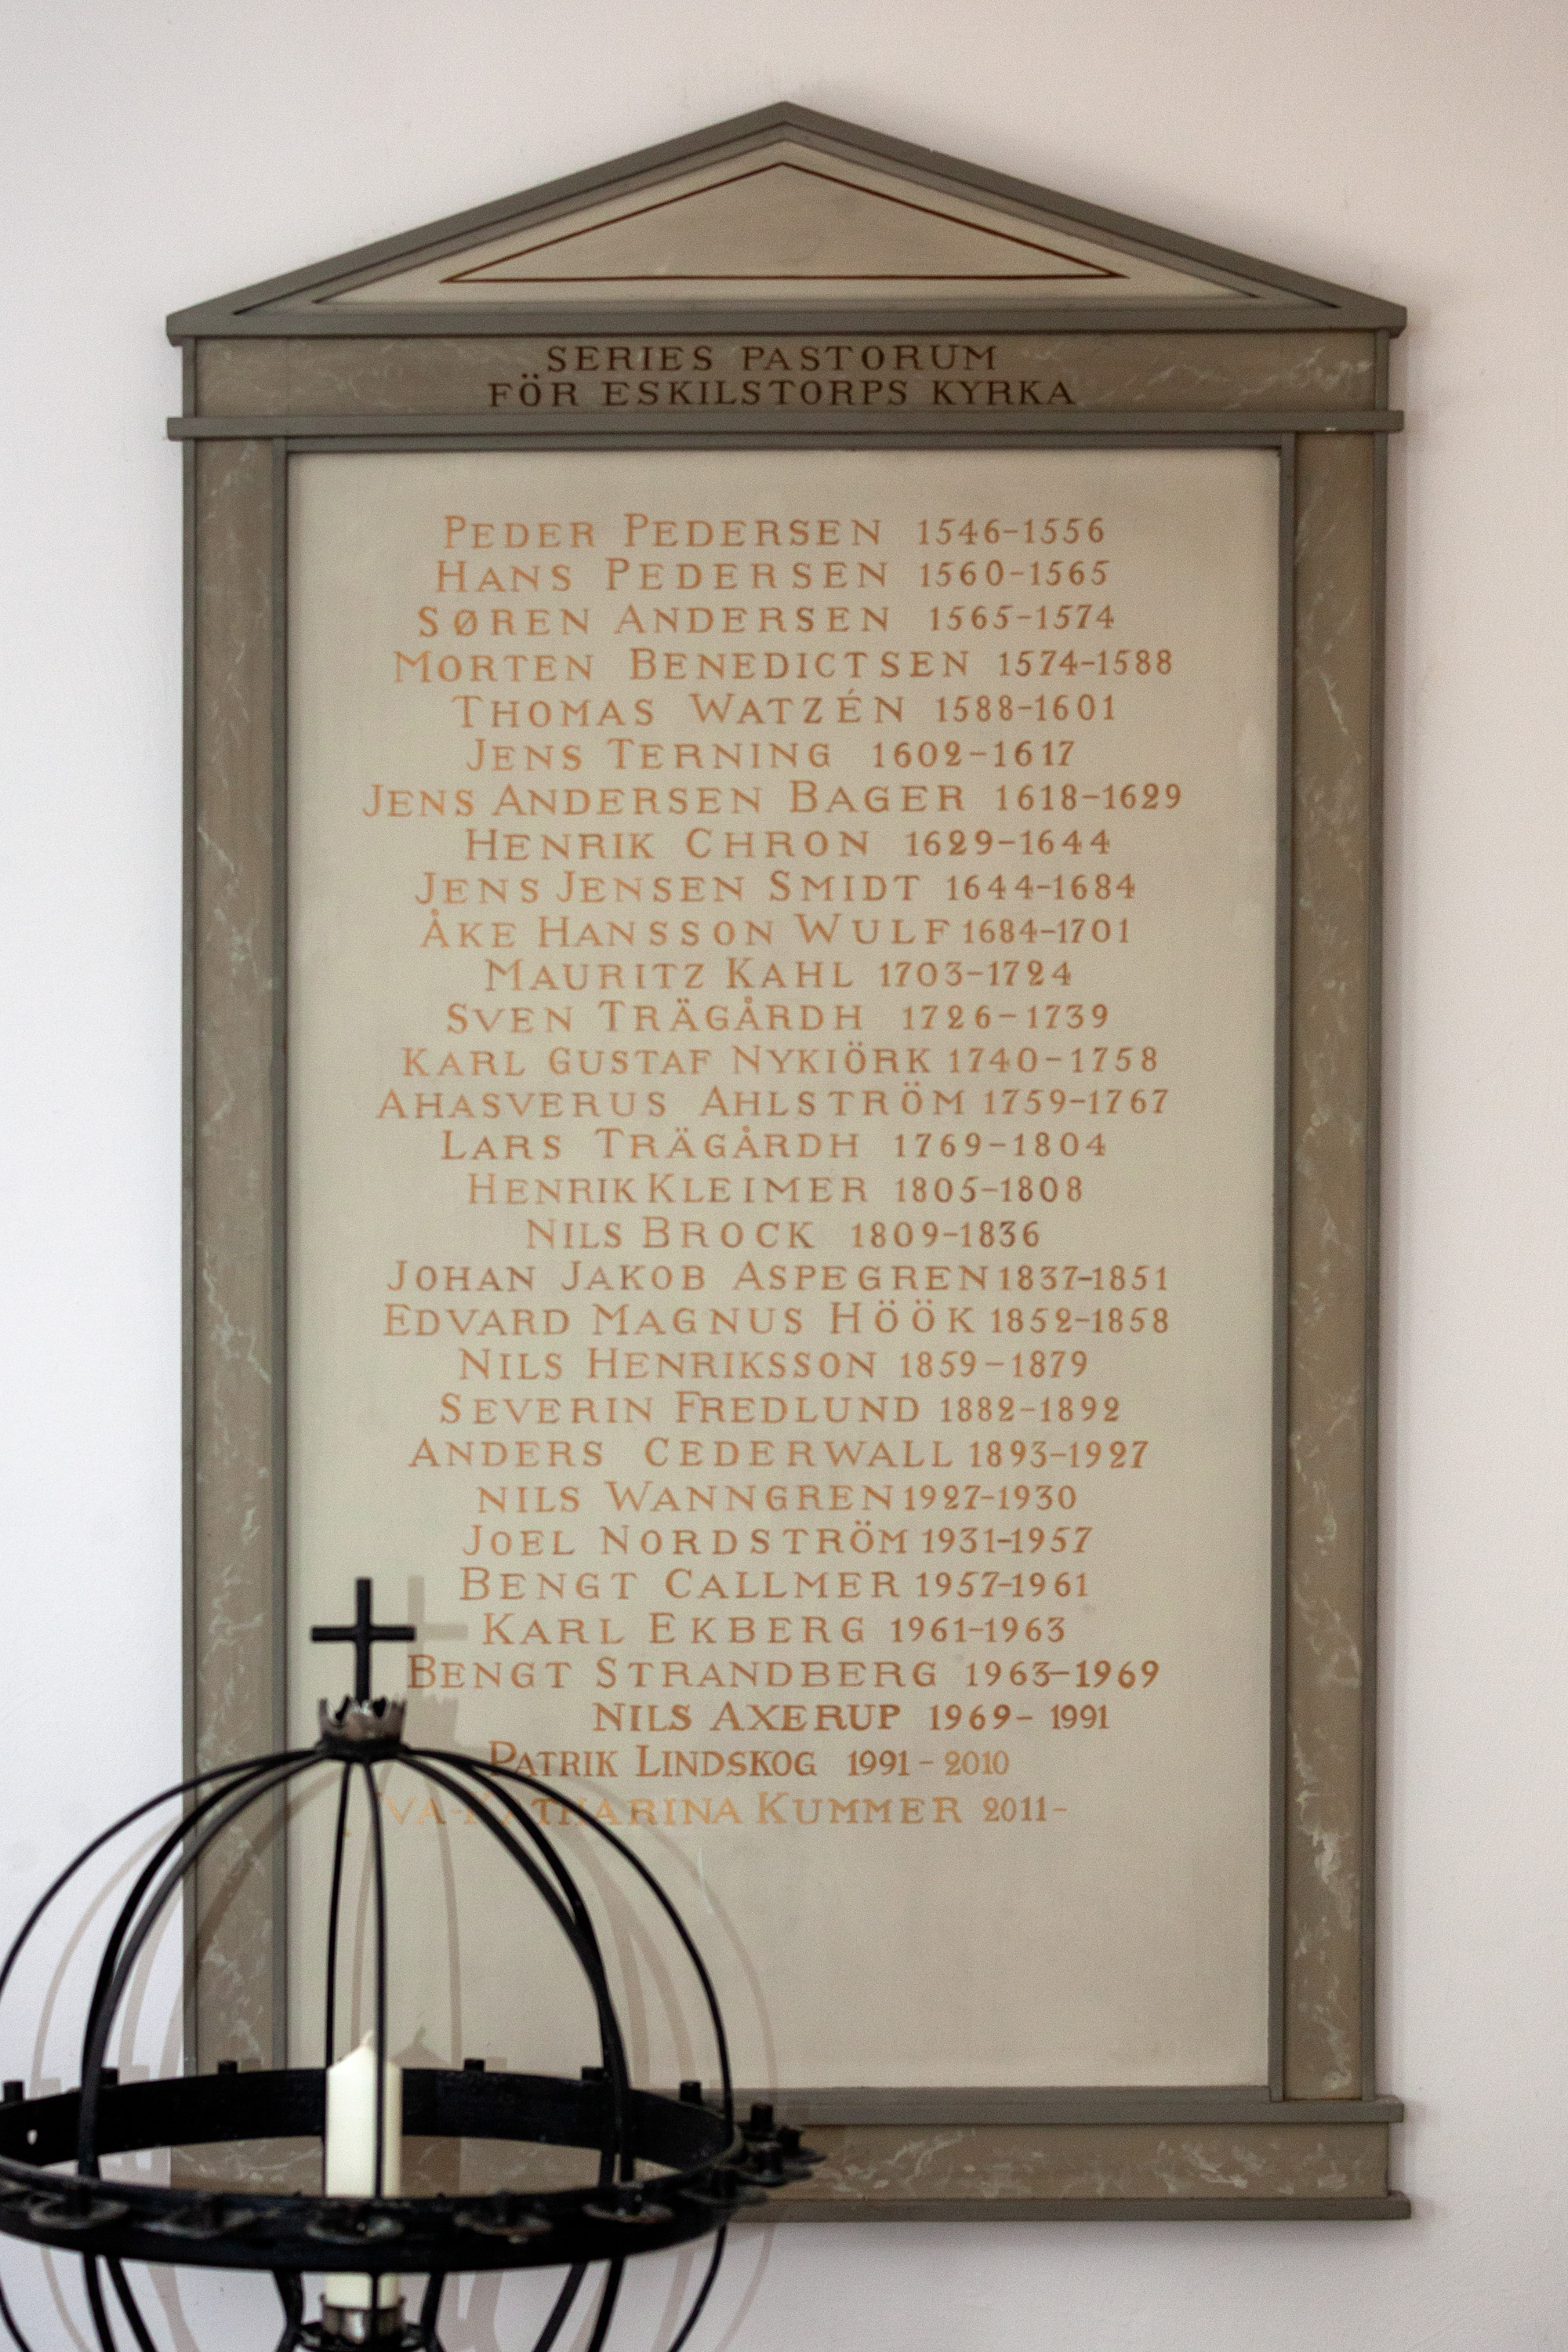 SERIES PASTORUM
FÖR ESKILSTORPS KYRKA
PEDER PEDERSEN 1546-1556
HANS PEDERSEN 1560-1565
SØREN ANDERSEN 1565-1574
MORTEN BENEDICTSEN 1574-1588
THOMAS WATZÉN 1588-1601
JENS TERNING 1602-1617
JENS ANDERSEN BAGER 1618-1629
HENRIK CHRON 1629-1644
JENS JENSEN SMIDT 1644-1684
ÅKE HANSSON WULF 1684-1701
MAURITZ KAHL 1703-1724
SVEN TRÄGÅRDH 1726-1739
KARL GUSTAF NYKIÖRK 1740-1758
AHASVERUS AHLSTRÖM 1759-1767
LARS TRÄGÅRDH 1769-1804
HENRIK KLEIMER 1805-1808
NILS BROCK 1809-1836
JOHAN JAKOB ASPEGREN 1837-1851
EDVARD MAGNUS HÖÖK 1852-1858
NILS HENRIKSSON 1859-1879
SEVERIN FREDLUND 1882-1892
ANDERS CEDERWALL 1893-1927
NILS WANNGREN 1927-1930
JOEL NORDSTRÖM 1931-1957
BENGT CALLMER 1957-1961
KARL EKBERG 1961-1963
BENGT STRANDBERG 1963-1969
NILS AXERUP 1969-1991
PATRIK LINDSKOG 1991-2010
KUMMER 2011-